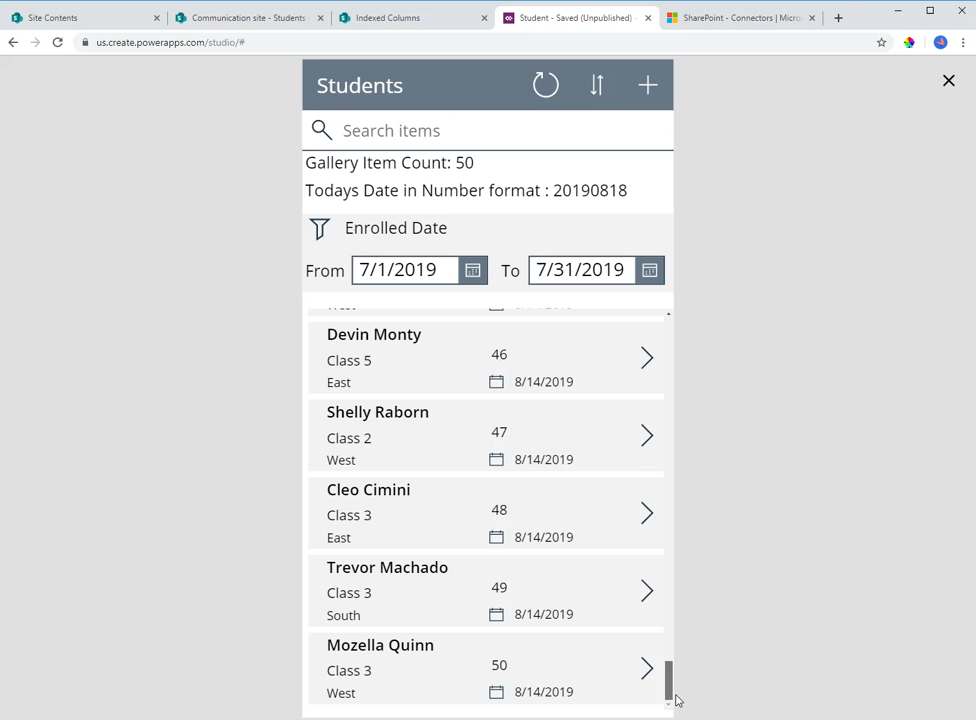 Site Contents
Communication site - Students -
Indexed Columns
Student - Saved (Unpublished) -
SharePoint - Connectors | Micro
us.create.powerapps.com/studio/#
Students
Search items
Gallery Item Count: 50
Todays Date in Number format : 20190818
Enrolled Date
From 7/1/2019 To 7/31/2019
Devin Monty
Class 5
46
East
8/14/2019
Shelly Raborn
Class 2
47
West
8/14/2019
Cleo Cimini
Class 3
48
East
8/14/2019
Trevor Machado
Class 3
49
South
8/14/2019
Mozella Quinn
Class 3
50
West
8/14/2019